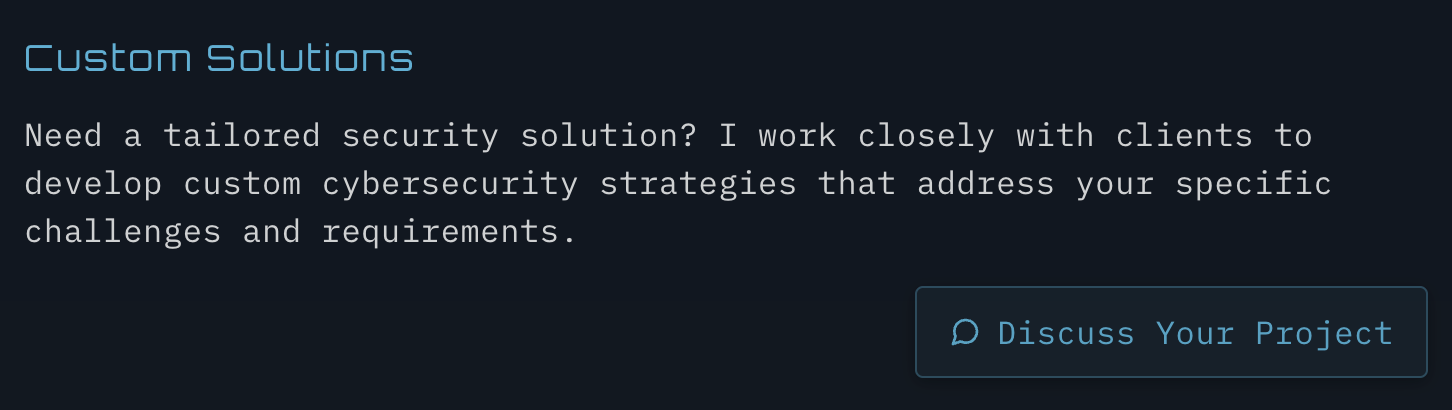 Custom Solutions
Need a tailored security solution? I work closely with clients to
develop custom cybersecurity strategies that address your specific
challenges and requirements.
Discuss Your Project